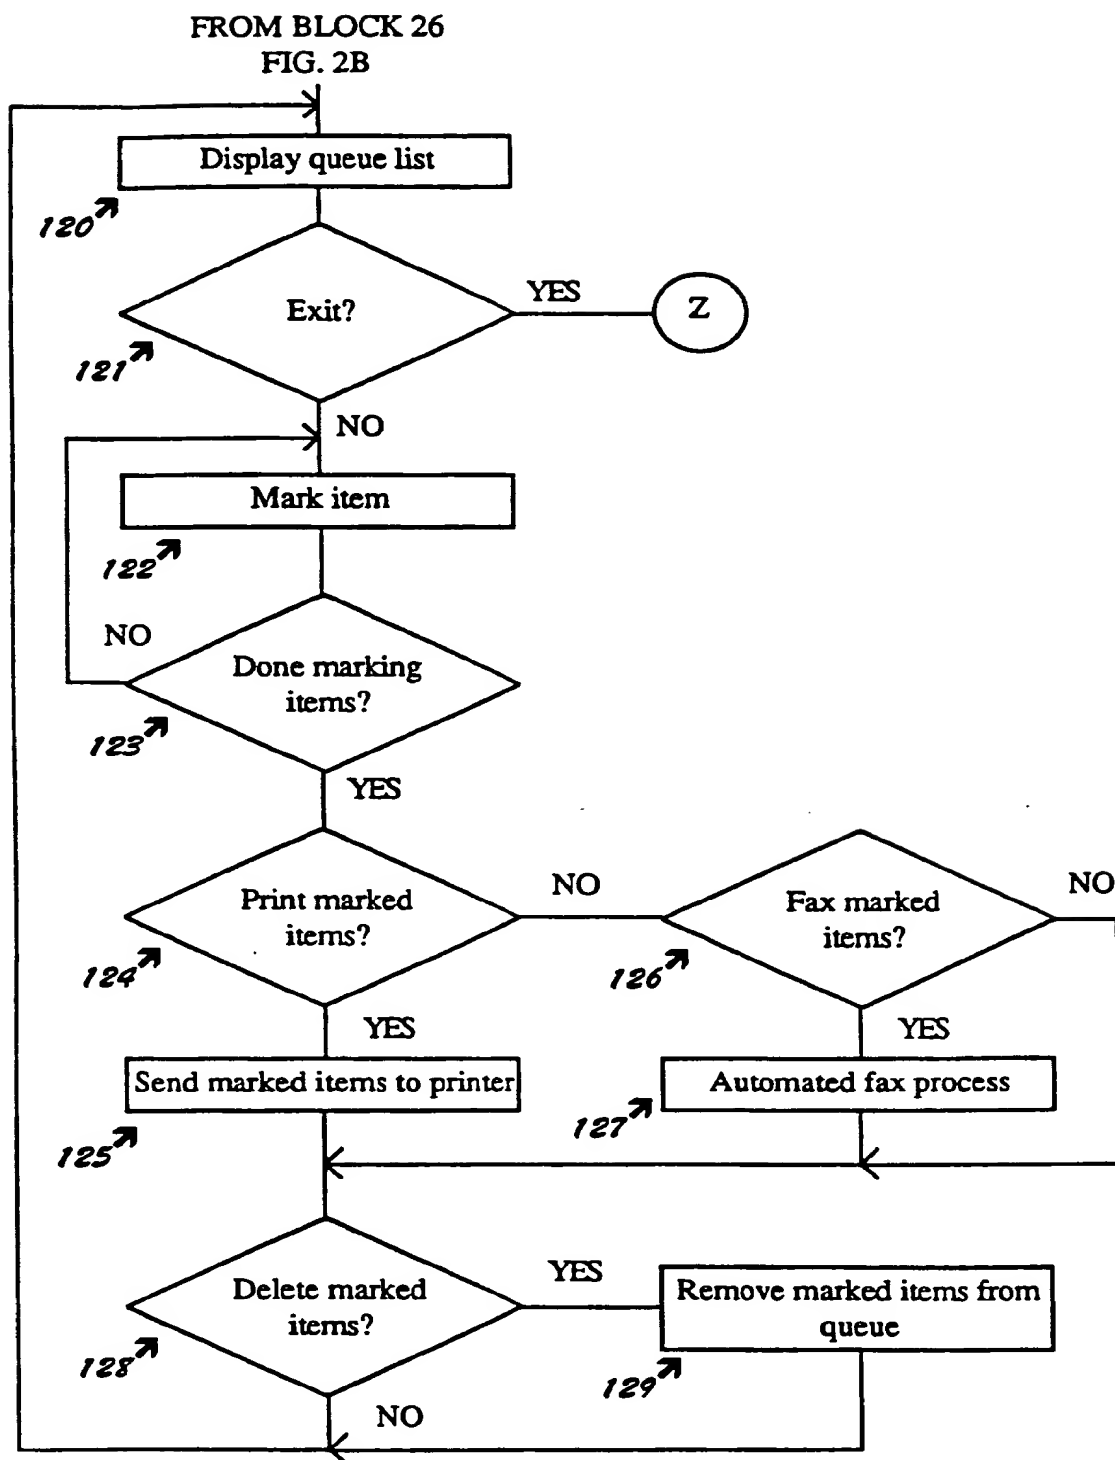 FROM BLOCK 26
FIG. 2B
Display queue list
120
Exit?
YES
Z
121
NO
Mark item
122
NO
Done marking
items?
123
YES
Print marked
items?
NO
Fax marked
items?
NO
124
126
YES
YES
Send marked items to printer
Automated fax process
125
127
Delete marked
items?
YES
Remove marked items from
queue
128
129
NO